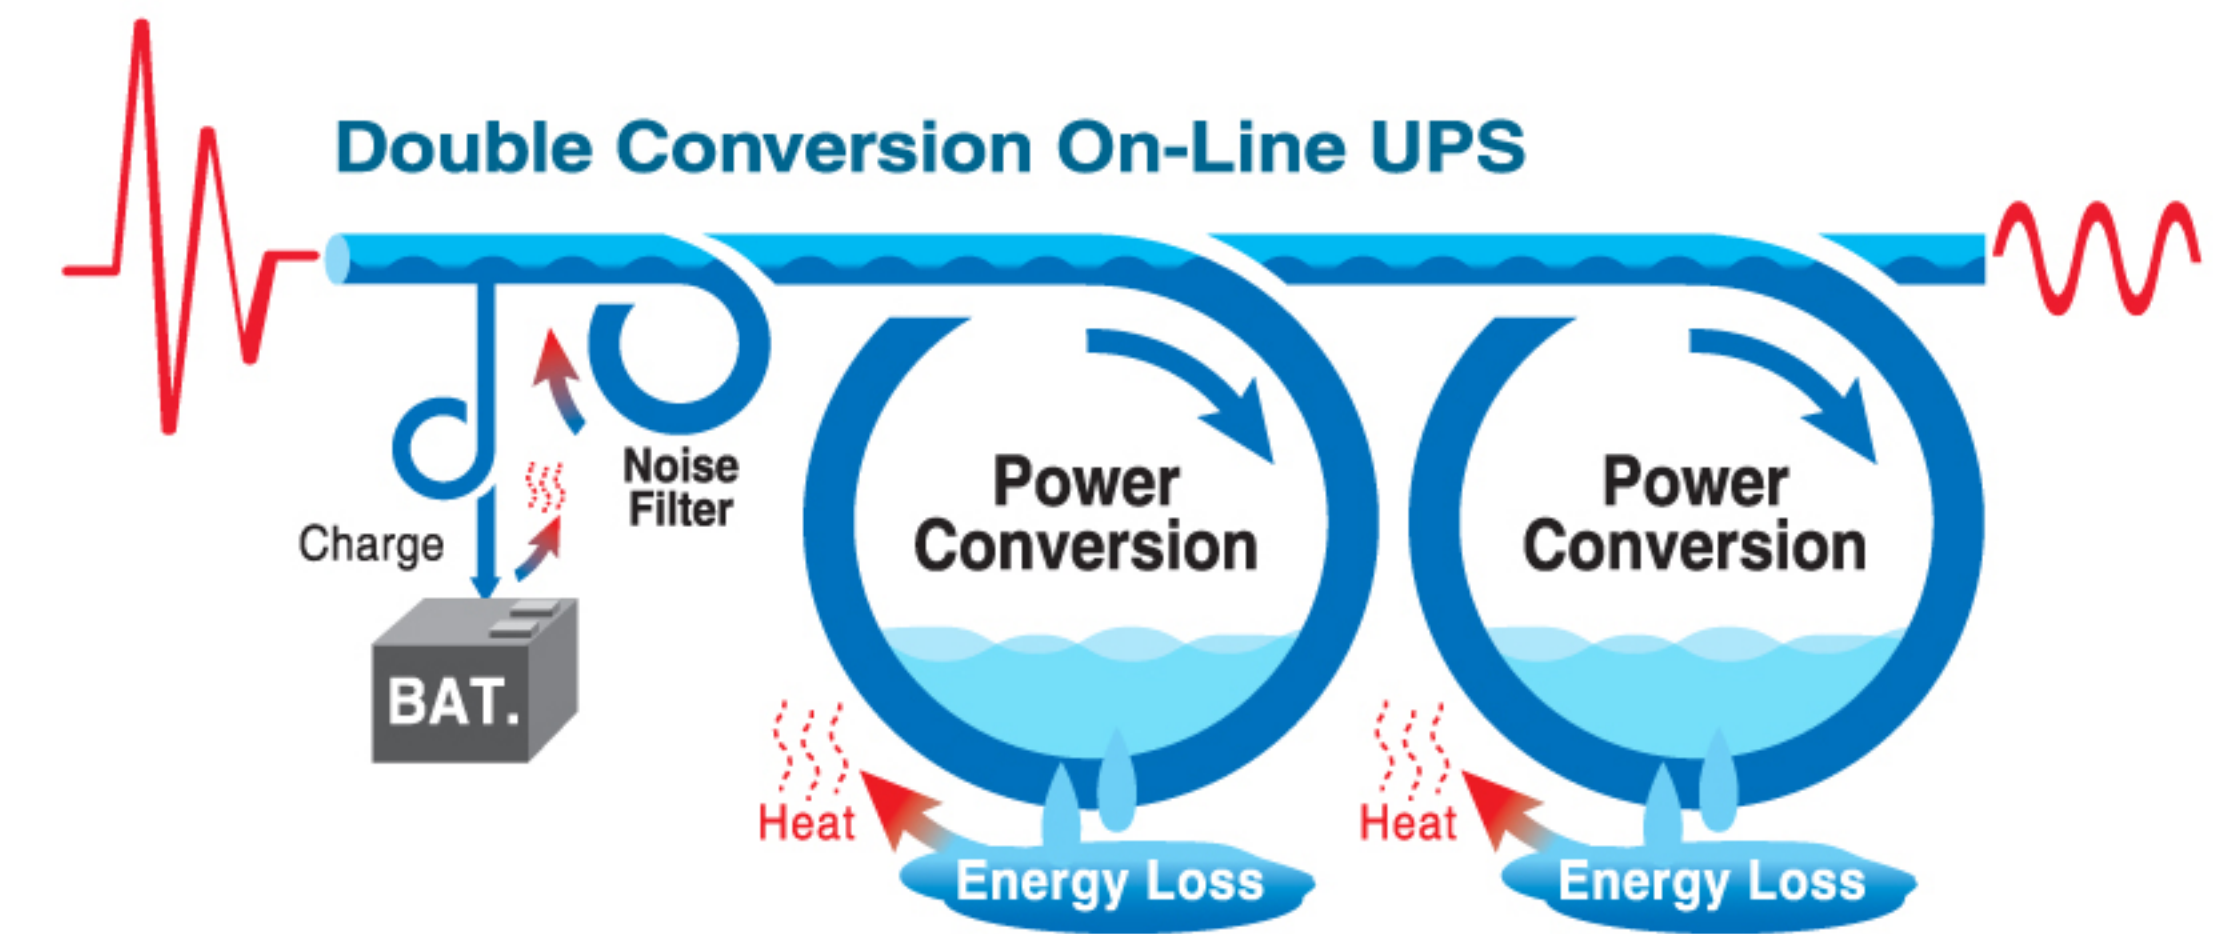 Double Conversion On-Line UPS
Noise
Filter
Charge
BAT.
Power
Conversion
Heat
Energy Loss
Power
Conversion
Heat
Energy Loss